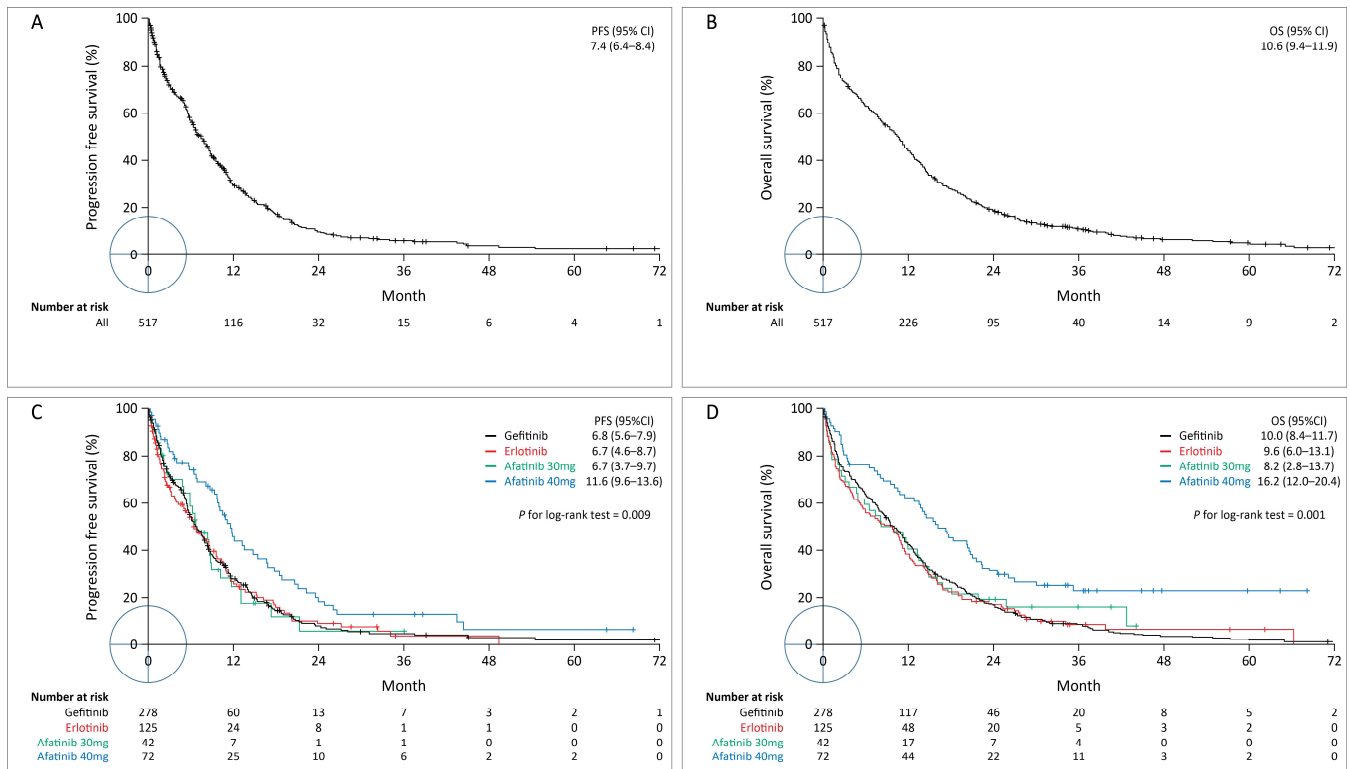 A
PFS (95% CI)
7.4 (6.4–8.4)
Progression free survival (%)
100
80
60
40
20
0
0 12 24 36 48 60 72
Month
Number at risk
All 517 116 32 15 6 4 1
B
OS (95% CI)
10.6 (9.4–11.9)
Overall survival (%)
100
80
60
40
20
0
0 12 24 36 48 60 72
Month
Number at risk
All 517 226 95 40 14 9 2
C
PFS (95%CI)
Gefitinib 6.8 (5.6–7.9)
Erlotinib 6.7 (4.6–8.7)
Afatinib 30mg 6.7 (3.7–9.7)
Afatinib 40mg 11.6 (9.6–13.6)
P for log-rank test = 0.009
Progression free survival (%)
100
80
60
40
20
0
0 12 24 36 48 60 72
Month
Number at risk
Gefitinib 278 60 13 7 3 2 1
Erlotinib 125 24 8 1 1 0 0
Afatinib 30mg 42 7 1 1 0 0 0
Afatinib 40mg 72 25 10 6 2 2 0
D
OS (95%CI)
Gefitinib 10.0 (8.4–11.7)
Erlotinib 9.6 (6.0–13.1)
Afatinib 30mg 8.2 (2.8–13.7)
Afatinib 40mg 16.2 (12.0–20.4)
P for log-rank test = 0.001
Overall survival (%)
100
80
60
40
20
0
0 12 24 36 48 60 72
Month
Number at risk
Gefitinib 278 117 46 20 8 5 2
Erlotinib 125 48 20 5 3 2 0
Afatinib 30mg 42 17 7 4 0 0 0
Afatinib 40mg 72 44 22 11 3 2 0